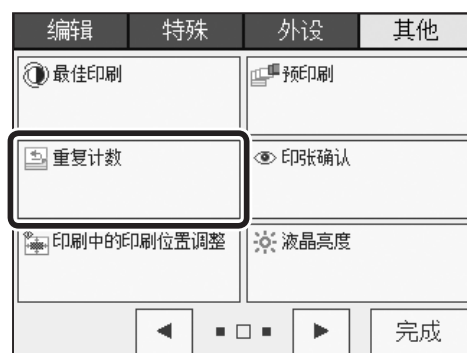 编辑 特殊 外设 其他
最佳印刷 预印刷
重复计数 印张确认
印刷中的印刷位置调整 液晶亮度
完成